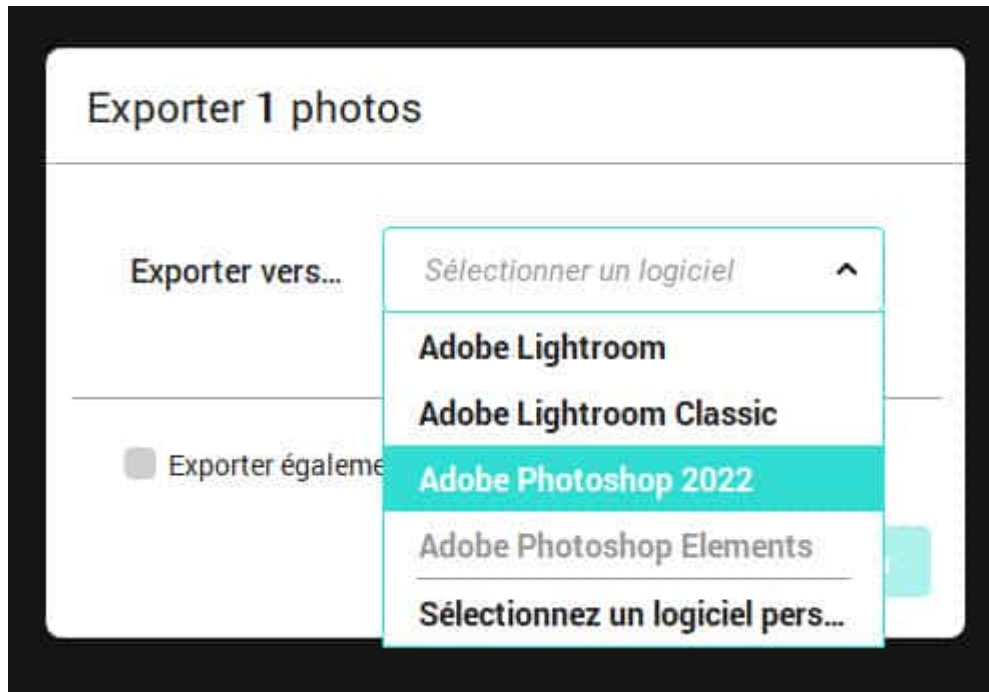 Exporter 1 photos
Exporter vers...
Sélectionner un logiciel
Adobe Lightroom
Adobe Lightroom Classic
Exporter
Adobe Photoshop 2022
Adobe Photoshop Elements
Sélectionnez un logiciel pers...